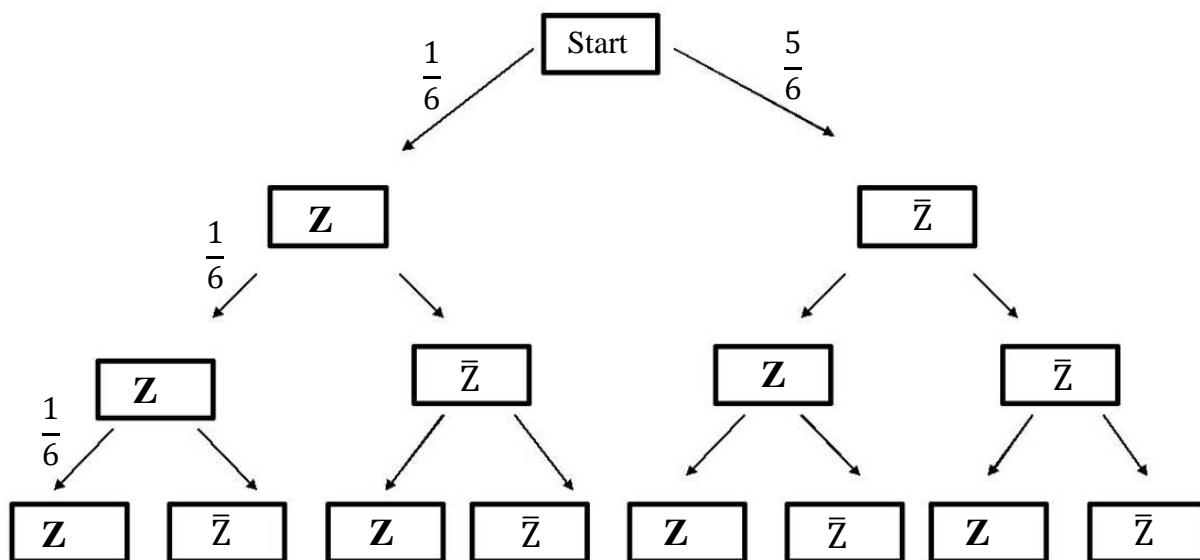 Start
1/6 5/6
Z Z̄
1/6
Z Z̄ Z Z̄
1/6
Z Z̄ Z Z̄ Z Z̄ Z Z̄